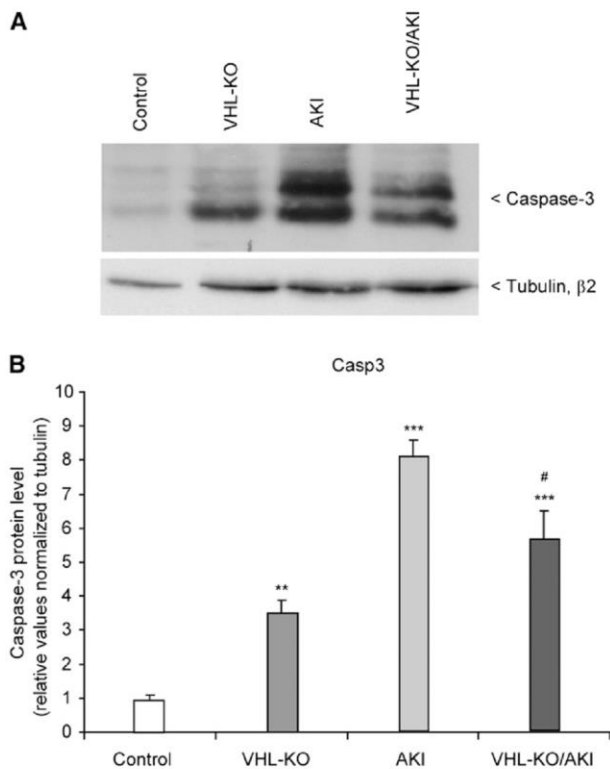 A
Control
VHL-KO
AKI
VHL-KO/AKI
< Caspase-3
< Tubulin, β2
B
Casp3
Caspase-3 protein level
(relative values normalized to tubulin)
10
9
8
7
6
5
4
3
2
1
0
**
***
#
***
Control
VHL-KO
AKI
VHL-KO/AKI